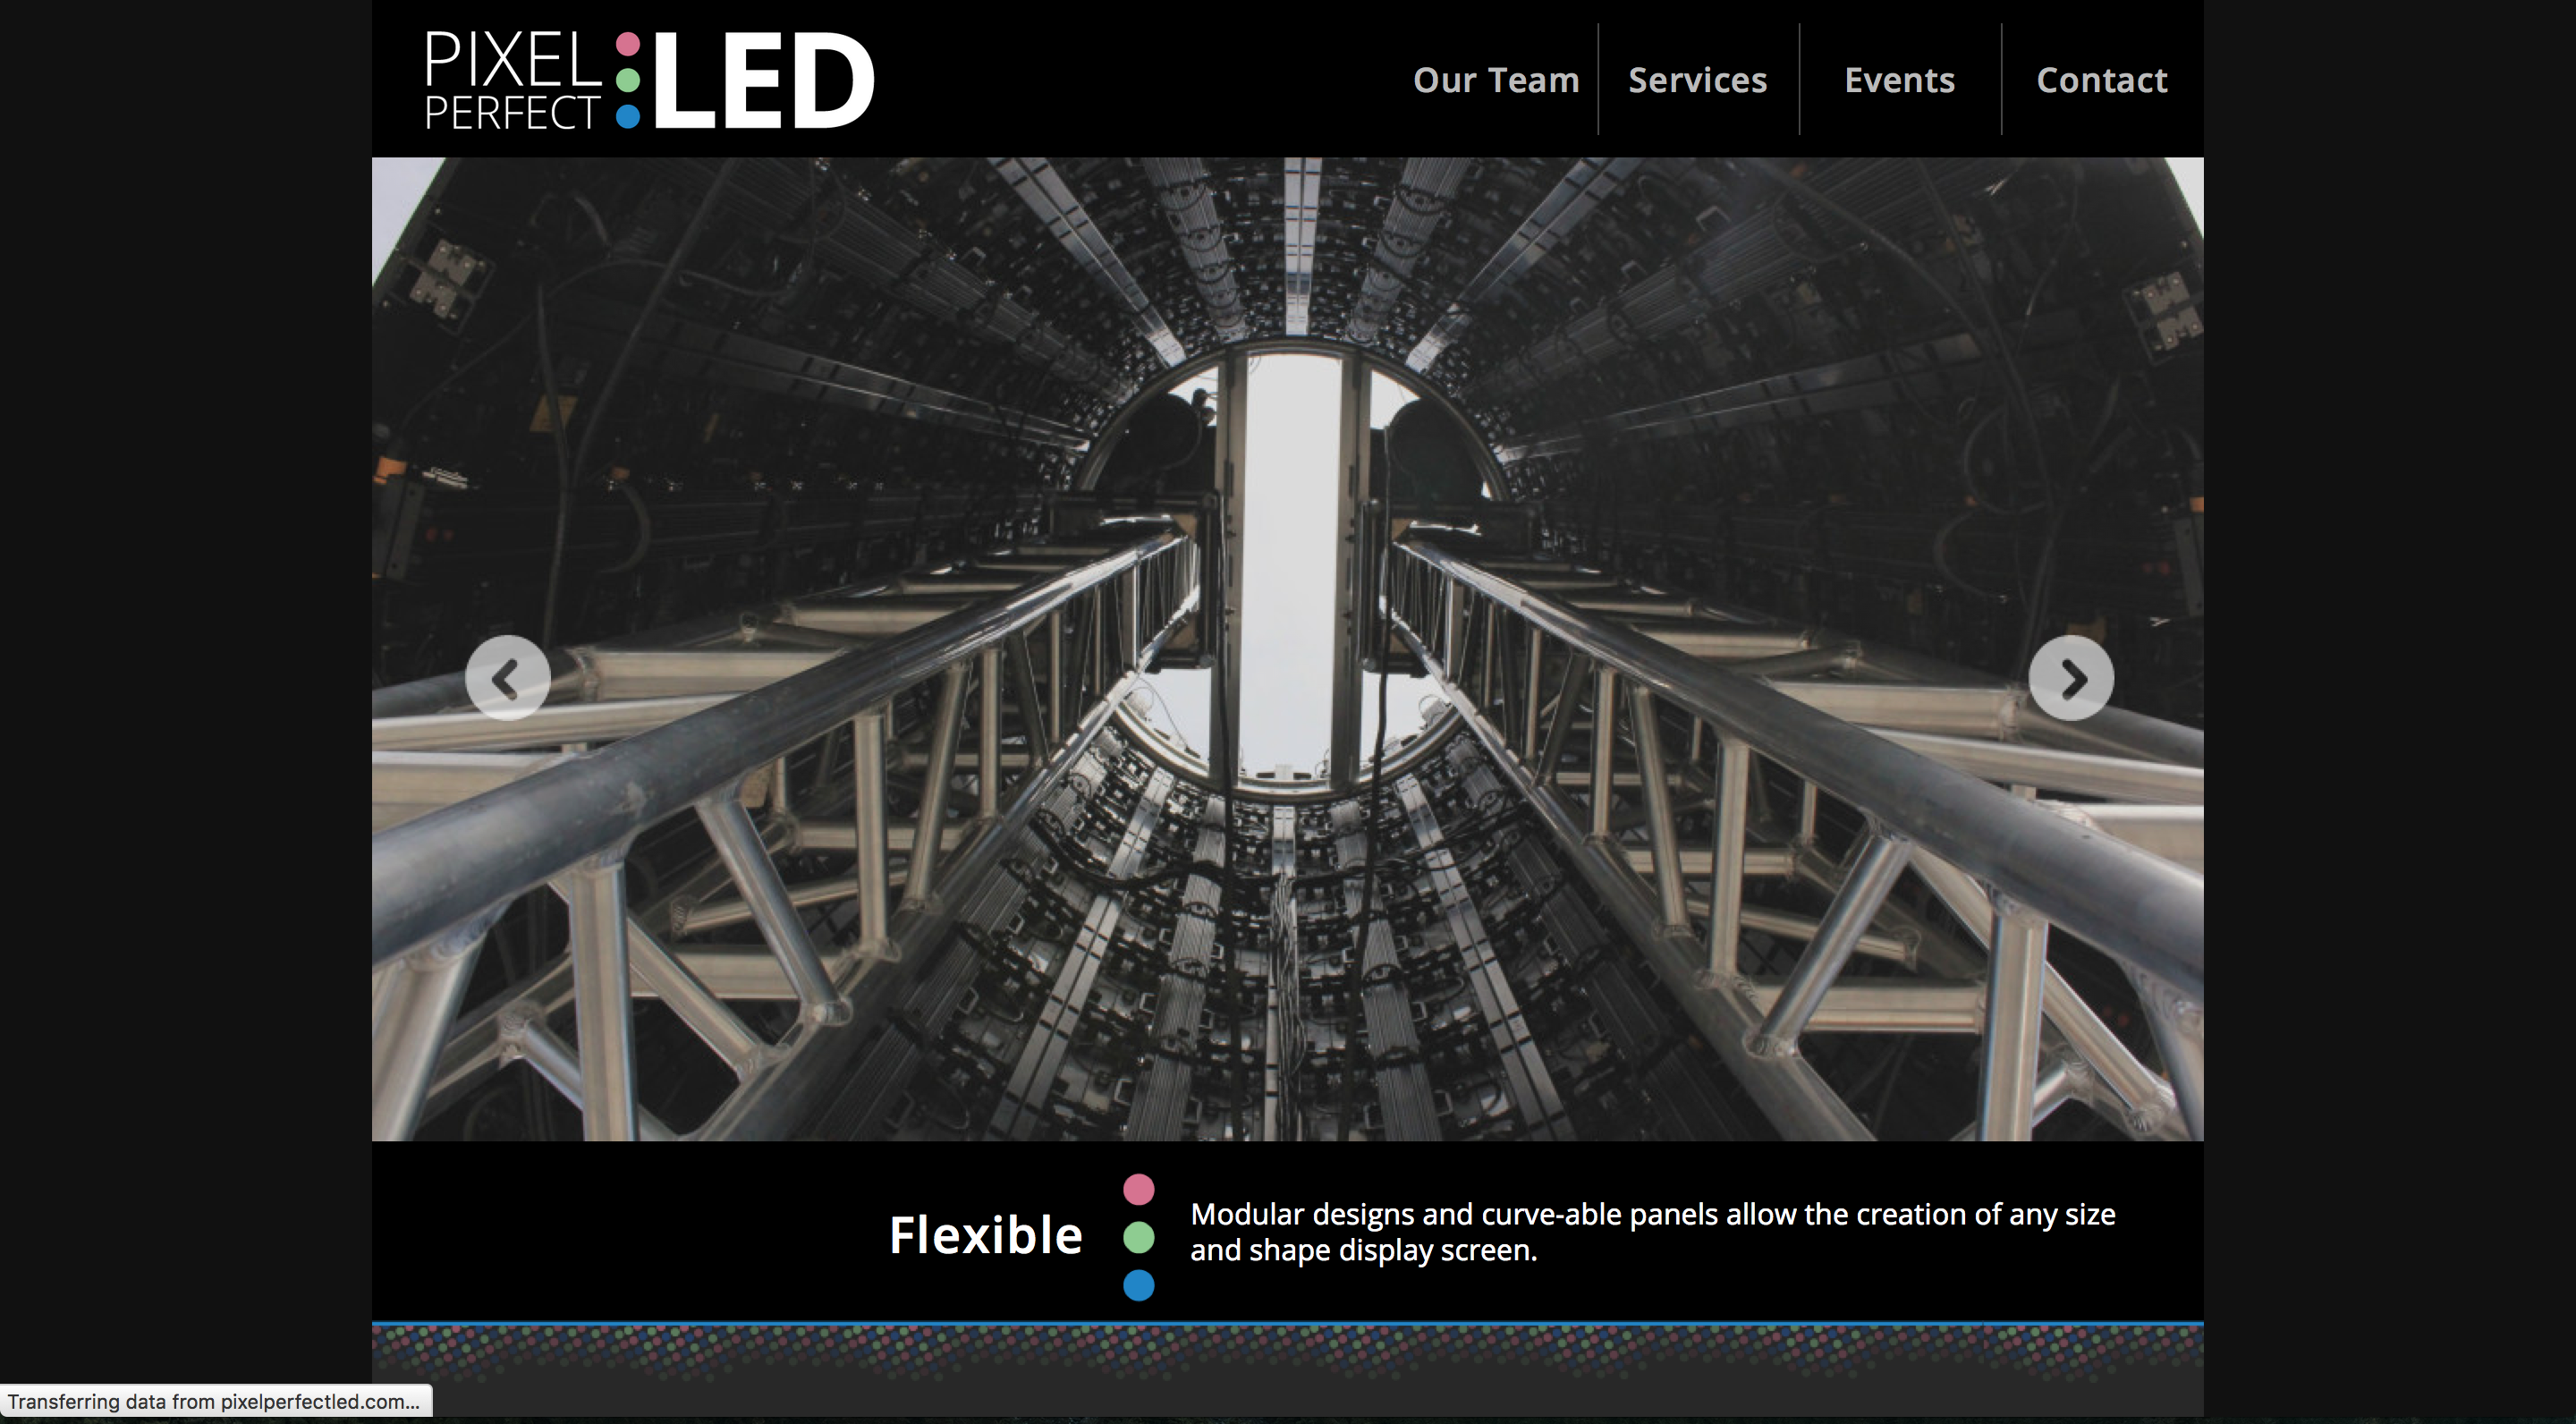 PIXEL
PERFECT
LED
Our Team
Services
Events
Contact
Flexible
Modular designs and curve-able panels allow the creation of any size
and shape display screen.
Transferring data from pixelperfectled.com...